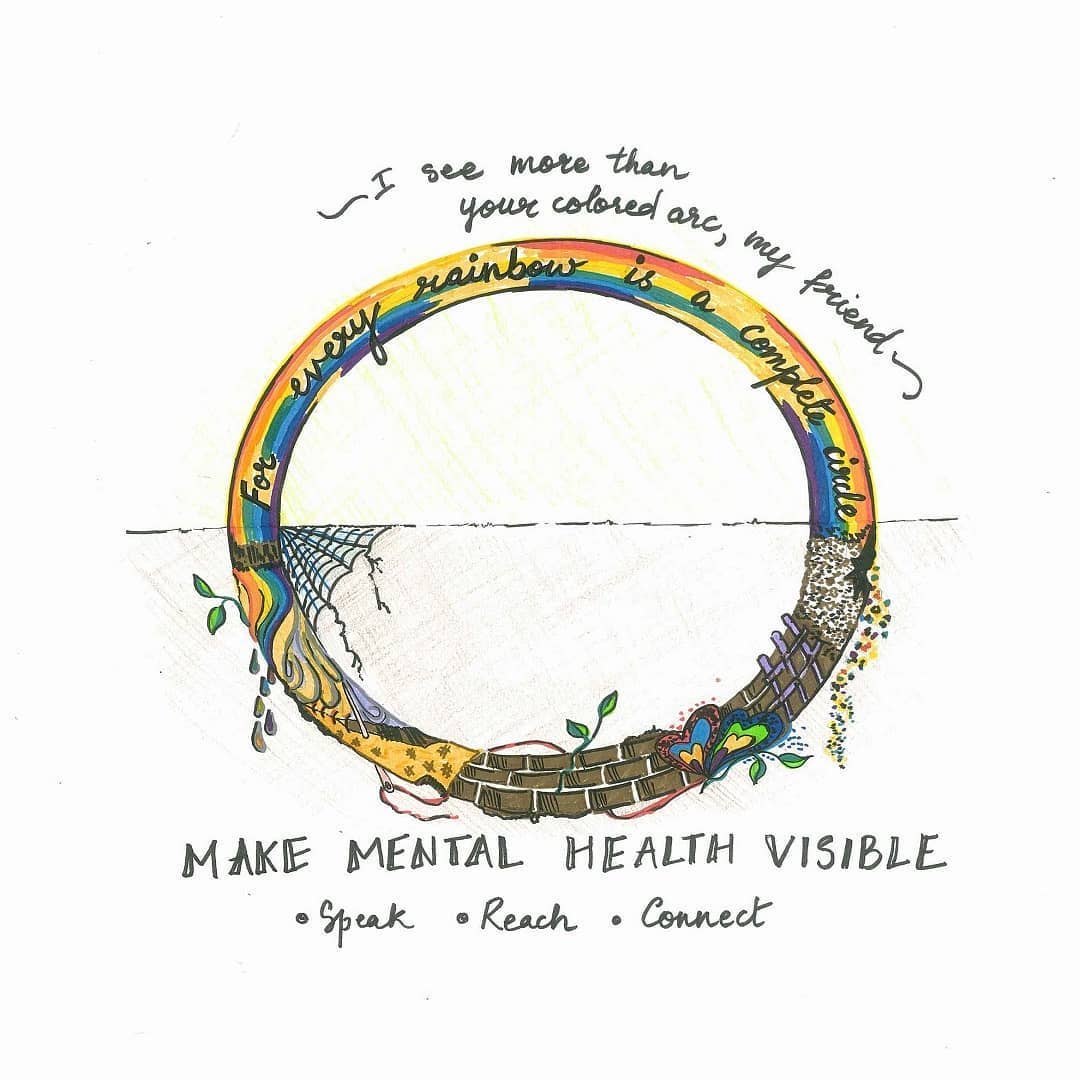 I see more than
your colored arc, my friend
For every rainbow is a complete circle
MAKE MENTAL HEALTH VISIBLE
• Speak • Reach • Connect